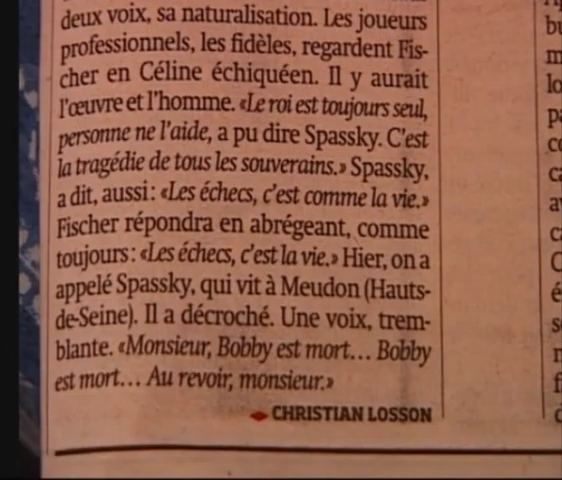 deux voix, sa naturalisation. Les joueurs
professionnels, les fidèles, regardent Fis-
cher en Céline échiquéen. Il y aurait
l'œuvre et l'homme. «Le roi est toujours seul,
personne ne l'aide, a pu dire Spassky. C'est
la tragédie de tous les souverains.» Spassky,
a dit, aussi: «Les échecs, c'est comme la vie.»
Fischer répondra en abrégeant, comme
toujours: «Les échecs, c'est la vie.» Hier, on a
appelé Spassky, qui vit à Meudon (Hauts-
de-Seine). Il a décroché. Une voix, trem-
blante. «Monsieur, Bobby est mort... Bobby
est mort... Au revoir, monsieur.»
CHRISTIAN LOSSON